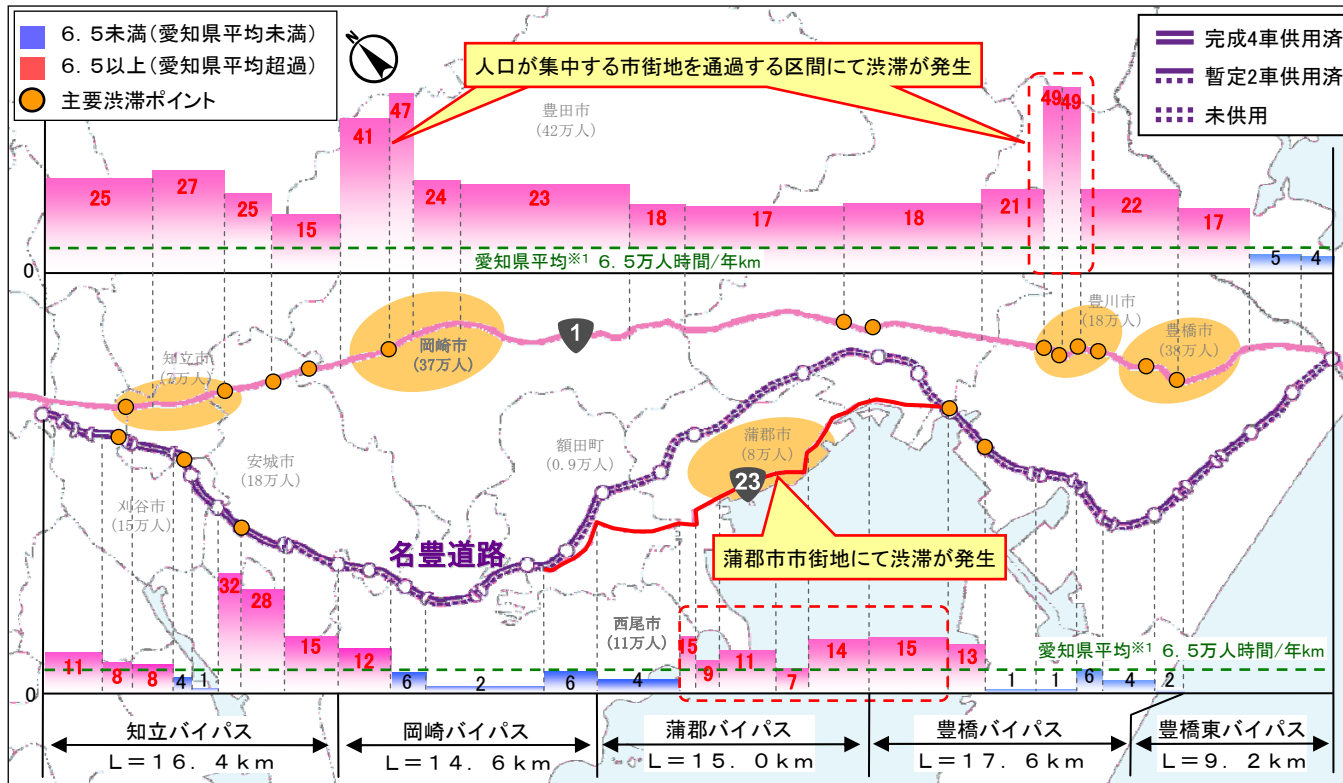 ６．５未満（愛知県平均未満）
６．５以上（愛知県平均超過）
主要渋滞ポイント
N
人口が集中する市街地を通過する区間にて渋滞が発生
完成4車供用済
暫定2車供用済
未供用
豊田市
(42万人)
25
27
25
15
41
47
24
23
18
17
18
21
49
49
22
17
5
4
0
愛知県平均※1 ６．５万人時間/年km
1
知立市
(7万人)
岡崎市
(37万人)
豊川市
(18万人)
豊橋市
(38万人)
安城市
(18万人)
刈谷市
(15万人)
額田町
(0.9万人)
蒲郡市
(8万人)
23
名豊道路
蒲郡市市街地にて渋滞が発生
西尾市
(11万人)
愛知県平均※1 ６．５万人時間/年km
11
8
8
4
1
32
28
15
12
6
2
6
4
15
9
11
7
14
15
13
1
1
6
4
2
0
知立バイパス
Ｌ＝１６．４ｋｍ
岡崎バイパス
Ｌ＝１４．６ｋｍ
蒲郡バイパス
Ｌ＝１５．０ｋｍ
豊橋バイパス
Ｌ＝１７．６ｋｍ
豊橋東バイパス
Ｌ＝９．２ｋｍ